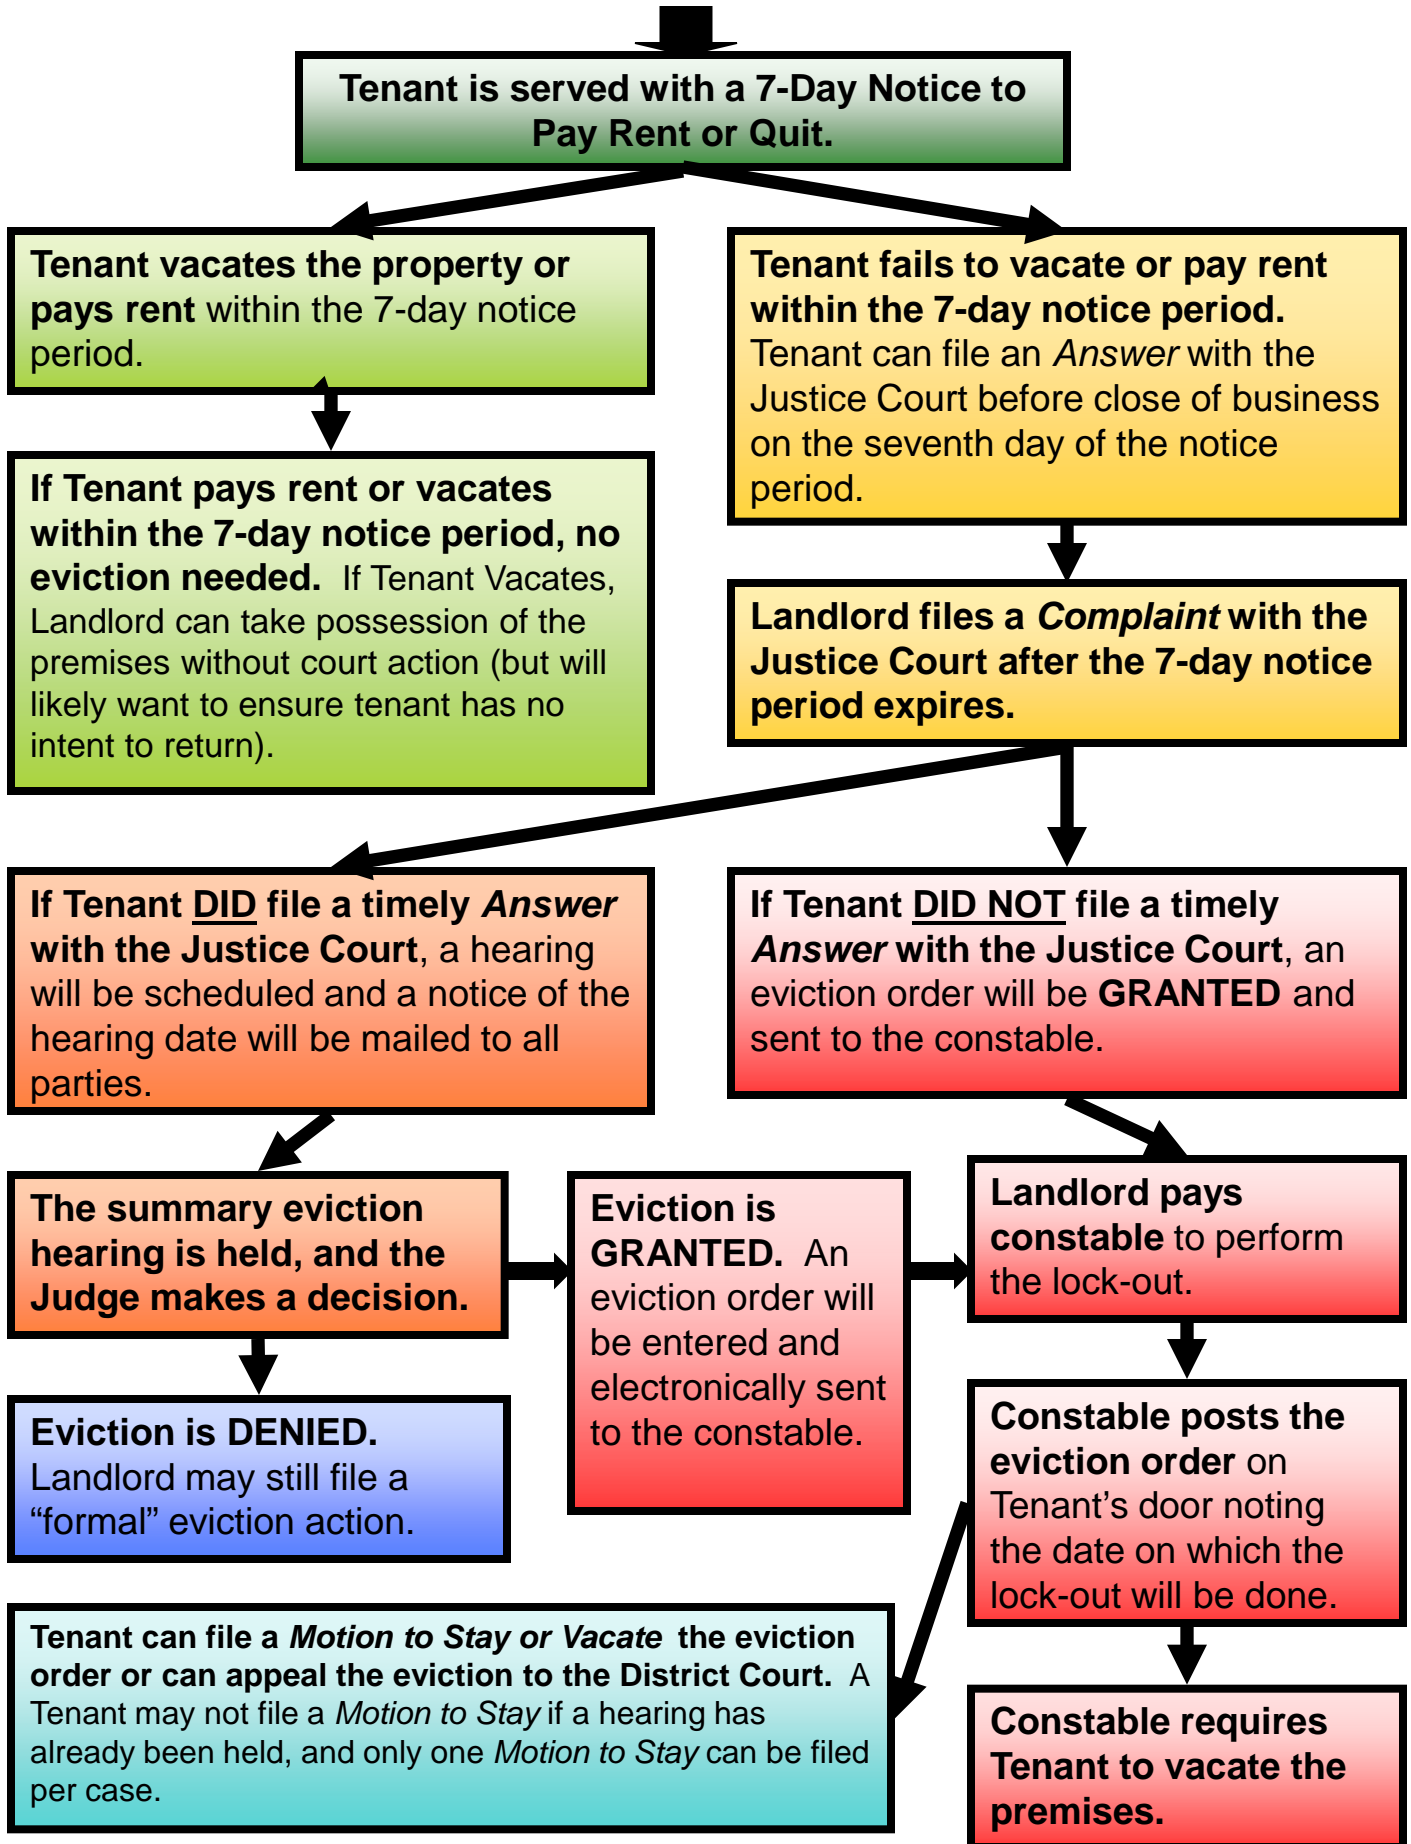 Tenant is served with a 7-Day Notice to
Pay Rent or Quit.
Tenant vacates the property or
pays rent within the 7-day notice
period.
Tenant fails to vacate or pay rent
within the 7-day notice period.
Tenant can file an Answer with the
Justice Court before close of business
on the seventh day of the notice
period.
If Tenant pays rent or vacates
within the 7-day notice period, no
eviction needed. If Tenant Vacates,
Landlord can take possession of the
premises without court action (but will
likely want to ensure tenant has no
intent to return).
Landlord files a Complaint with the
Justice Court after the 7-day notice
period expires.
If Tenant DID file a timely Answer
with the Justice Court, a hearing
will be scheduled and a notice of the
hearing date will be mailed to all
parties.
If Tenant DID NOT file a timely
Answer with the Justice Court, an
eviction order will be GRANTED and
sent to the constable.
The summary eviction
hearing is held, and the
Judge makes a decision.
Eviction is
GRANTED. An
eviction order will
be entered and
electronically sent
to the constable.
Landlord pays
constable to perform
the lock-out.
Eviction is DENIED.
Landlord may still file a
“formal” eviction action.
Constable posts the
eviction order on
Tenant’s door noting
the date on which the
lock-out will be done.
Tenant can file a Motion to Stay or Vacate the eviction
order or can appeal the eviction to the District Court. A
Tenant may not file a Motion to Stay if a hearing has
already been held, and only one Motion to Stay can be filed
per case.
Constable requires
Tenant to vacate the
premises.